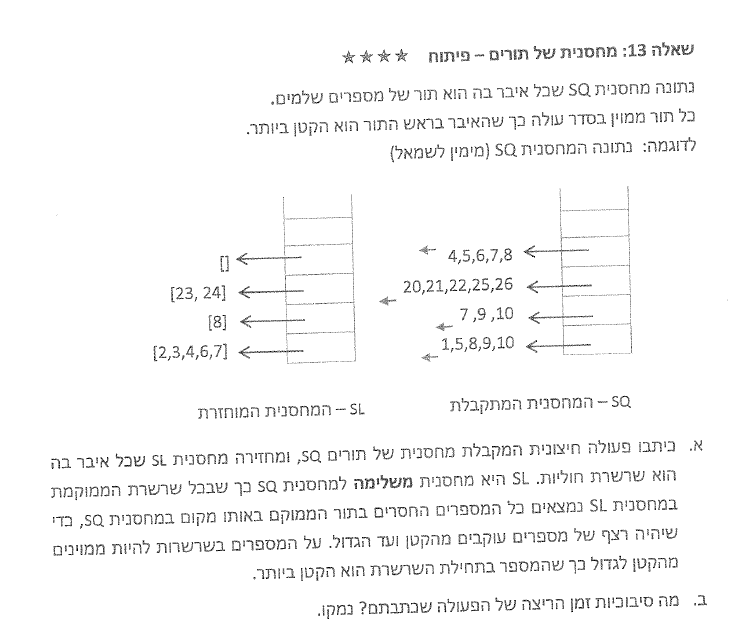 שאלה 13: מחסנית של תורים – פיתוח ★★★★
נתונה מחסנית SQ שכל איבר בה הוא תור של מספרים שלמים.
כל תור ממוין בסדר עולה כך שהאיבר בראש התור הוא הקטן ביותר.
לדוגמה: נתונה המחסנית SQ (מימין לשמאל)
4,5,6,7,8
20,21,22,25,26
7 ,9 ,10
1,5,8,9,10
SQ – המחסנית המתקבלת
[]
[23, 24]
[8]
[2,3,4,6,7]
SL – המחסנית המוחזרת
א. כיתבו פעולה חיצונית המקבלת מחסנית של תורים SQ, ומחזירה מחסנית SL שכל איבר בה
הוא שרשרת חוליות. SL היא מחסנית משלימה למחסנית SQ כך שבכל שרשרת הממוקמת
במחסנית SL נמצאים כל המספרים החסרים בתור הממוקם באותו מקום במחסנית SQ, כדי
שיהיה רצף של מספרים עוקבים מהקטן ועד הגדול. על המספרים בשרשרות להיות ממוינים
מהקטן לגדול כך שהמספר בתחילת השרשרת הוא הקטן ביותר.
ב. מה סיבוכיות זמן הריצה של הפעולה שכתבתם? נמקו.